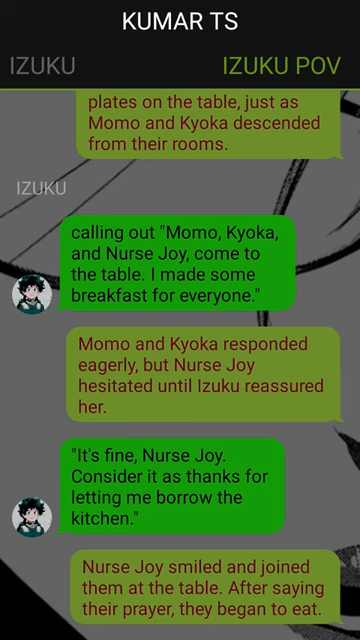 KUMAR TS
IZUKU
IZUKU POV
plates on the table, just as
Momo and Kyoka descended
from their rooms.
IZUKU
calling out "Momo, Kyoka,
and Nurse Joy, come to
the table. I made some
breakfast for everyone."
Momo and Kyoka responded
eagerly, but Nurse Joy
hesitated until Izuku reassured
her.
"It's fine, Nurse Joy.
Consider it as thanks for
letting me borrow the
kitchen."
Nurse Joy smiled and joined
them at the table. After saying
their prayer, they began to eat.